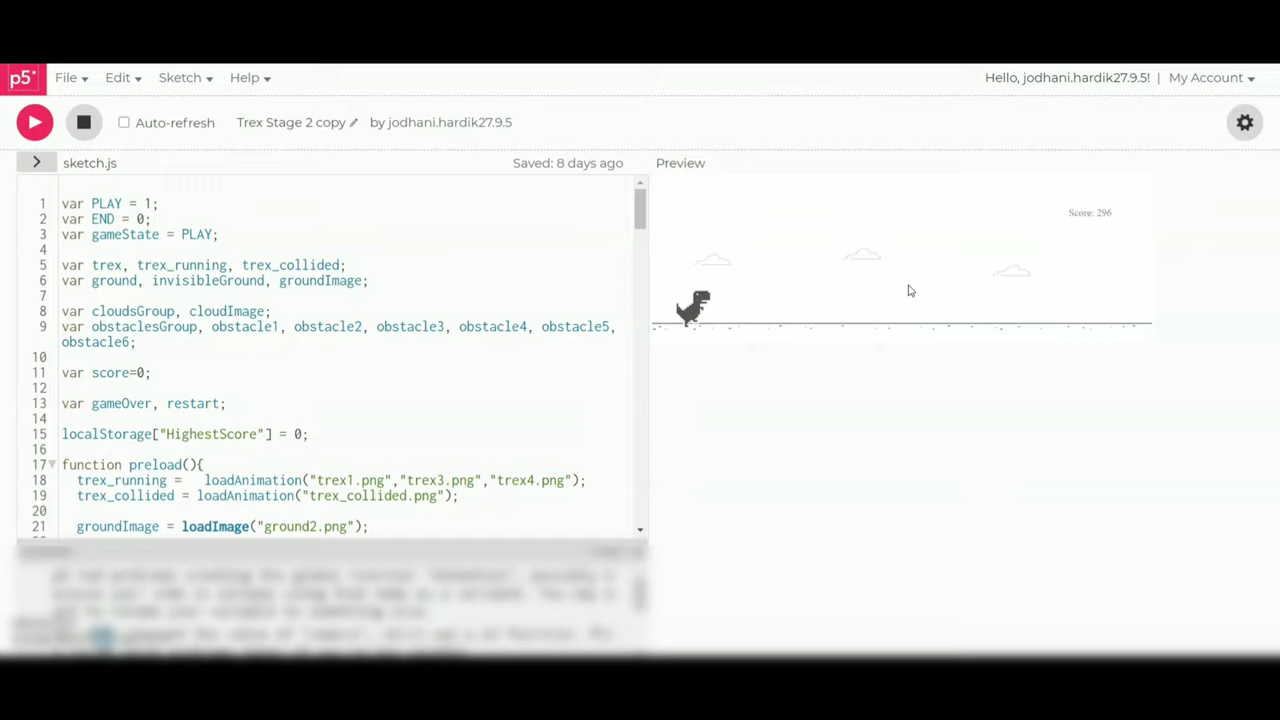 p5* File Edit Sketch Help Hello, jodhani.hardik27.9.5! | My Account
Auto-refresh Trex Stage 2 copy by jodhani.hardik27.9.5
> sketch.js Saved: 8 days ago Preview
1 var PLAY = 1;
2 var END = 0;
3 var gameState = PLAY;
4
5 var trex, trex_running, trex_collided;
6 var ground, invisibleGround, groundImage;
7
8 var cloudsGroup, cloudImage;
9 var obstaclesGroup, obstacle1, obstacle2, obstacle3, obstacle4, obstacle5,
obstacle6;
10
11 var score=0;
12
13 var gameOver, restart;
14
15 localStorage["HighestScore"] = 0;
16
17 function preload(){
18 trex_running = loadAnimation("trex1.png","trex3.png","trex4.png");
19 trex_collided = loadAnimation("trex_collided.png");
20
21 groundImage = loadImage("ground2.png");
Score: 296